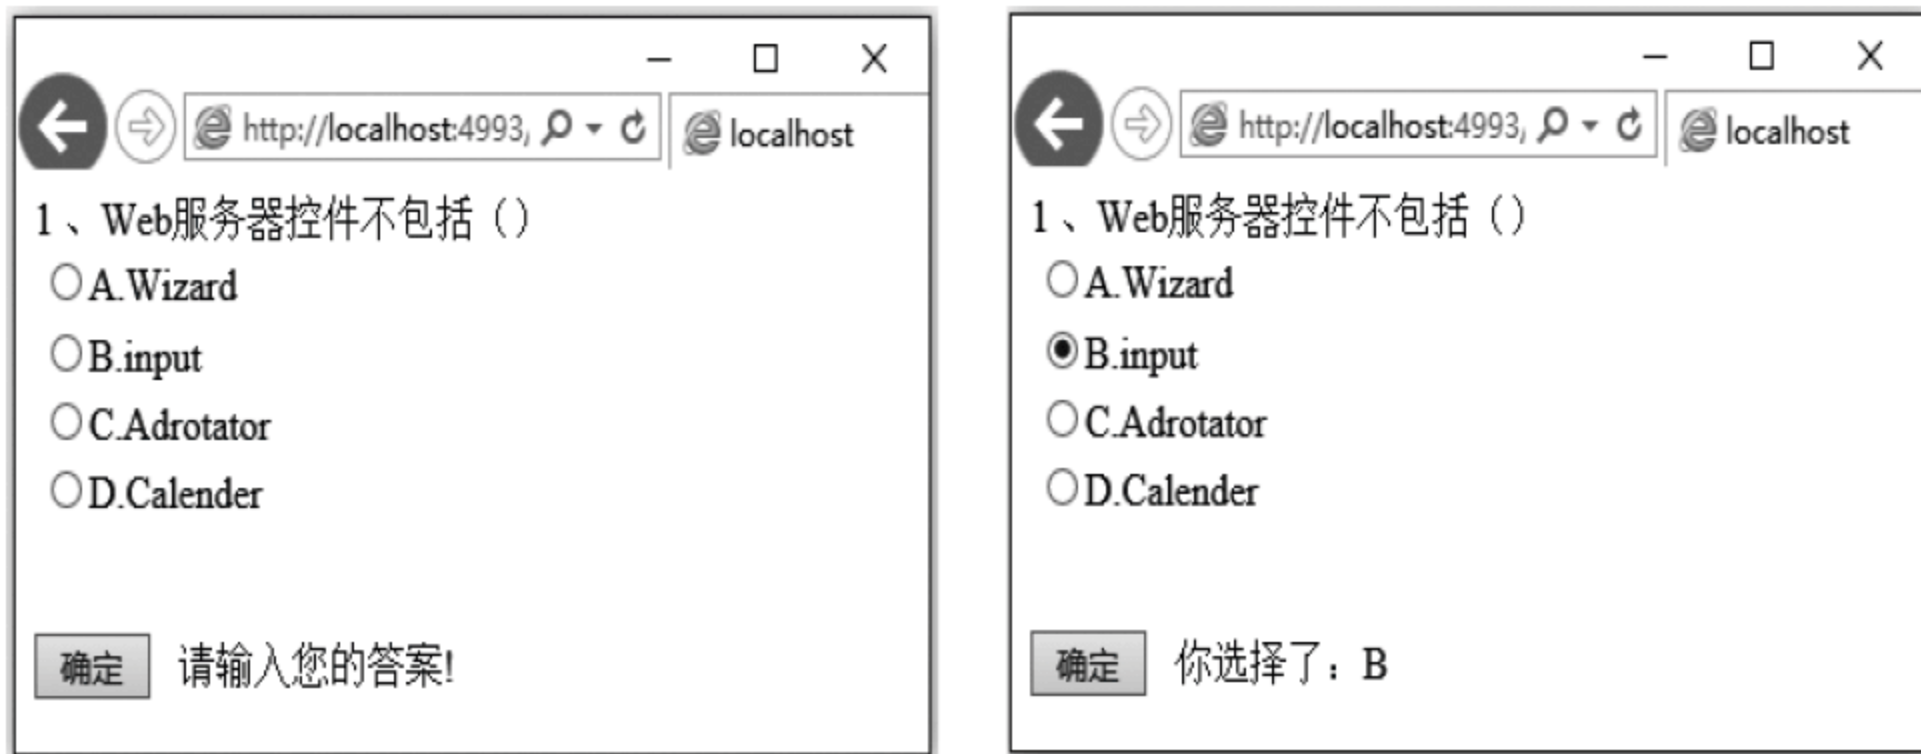 http://localhost:4993,
localhost
1、Web服务器控件不包括（）
A.Wizard
B.input
C.Adrotator
D.Calender
确定 请输入您的答案!
http://localhost:4993,
localhost
1、Web服务器控件不包括（）
A.Wizard
B.input
C.Adrotator
D.Calender
确定 你选择了：B